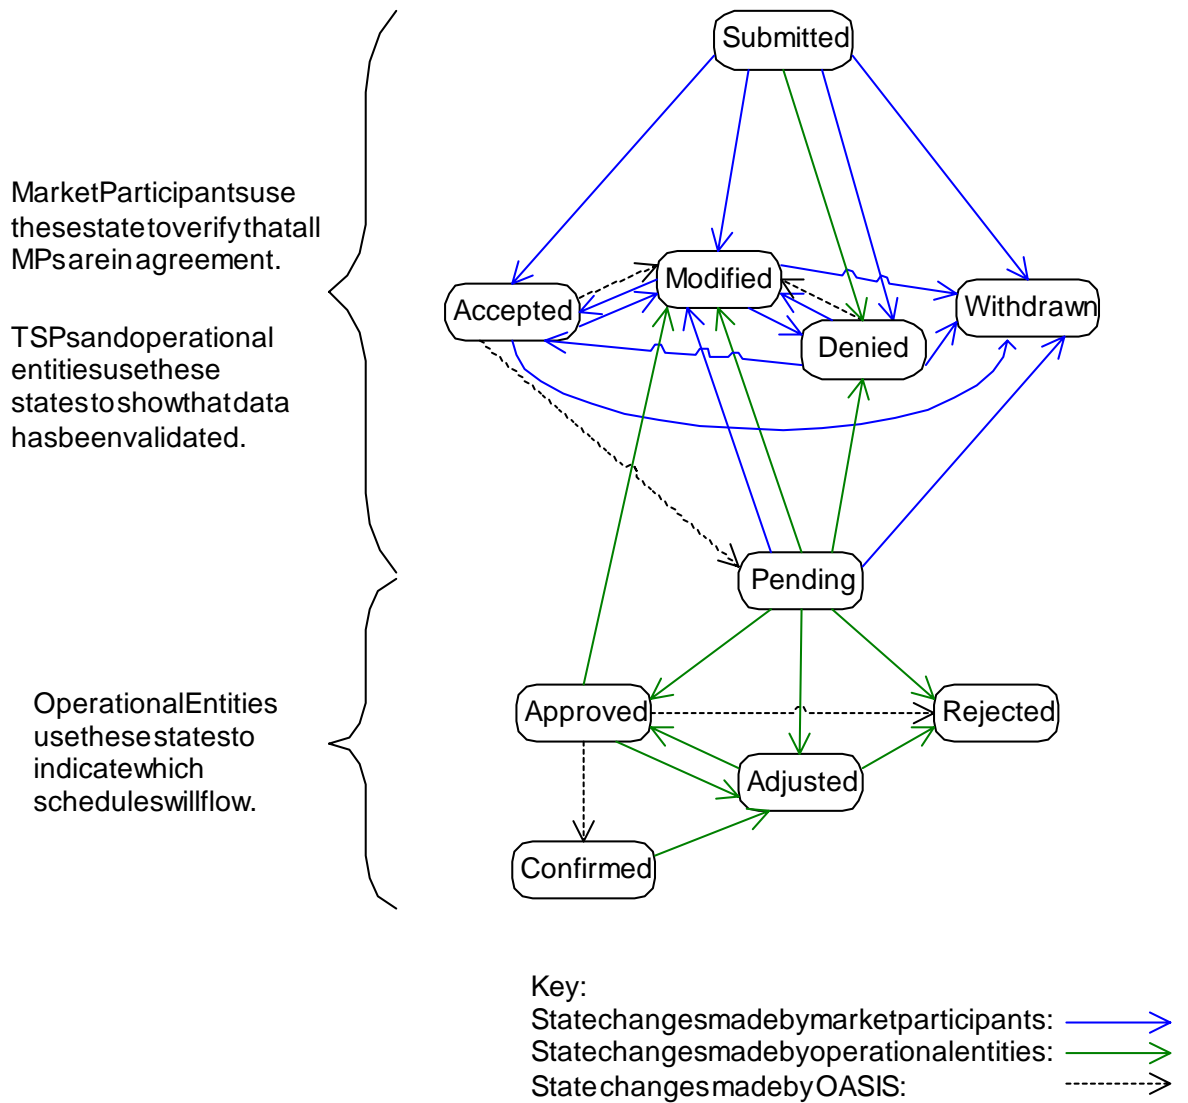 Submitted
MarketParticipantsuse
thesestatetoverifythatall
MPsareinagreement.
Modified
Accepted
Withdrawn
Denied
TSPsandoperational
entitiesusethese
statestoshowthatdata
hasbeenvalidated.
Pending
OperationalEntities
usethesestatesto
indicatewhich
scheduleswillflow.
Approved
Rejected
Adjusted
Confirmed
Key:
Statechangesmadebymarketparticipants:
Statechangesmadebyoperationalentities:
StatechangesmadebyOASIS: